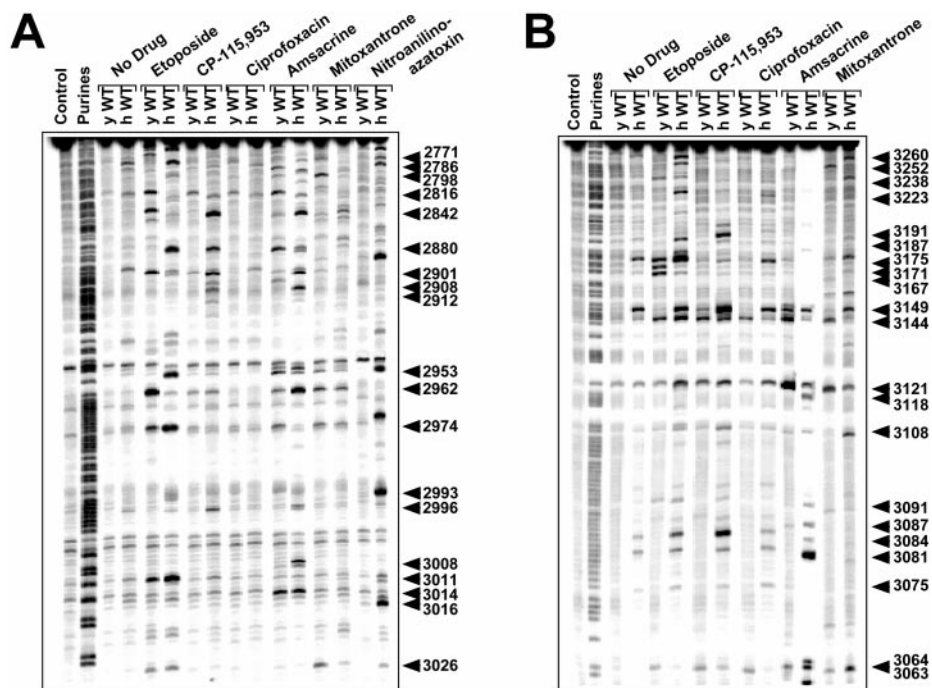 A
Control
Purines
No Drug
Etoposide
CP-115,953
Ciprofoxacin
Amsacrine
Mitoxantrone
Nitroanilino-
azatoxin
y WT
h WT
y WT
h WT
y WT
h WT
y WT
h WT
y WT
h WT
y WT
h WT
y WT
h WT
2771
2786
2798
2816
2842
2880
2901
2908
2912
2953
2962
2974
2993
2996
3008
3011
3014
3016
3026
B
Control
Purines
No Drug
Etoposide
CP-115,953
Ciprofoxacin
Amsacrine
Mitoxantrone
y WT
h WT
y WT
h WT
y WT
h WT
y WT
h WT
y WT
h WT
y WT
h WT
3260
3252
3238
3223
3191
3187
3175
3171
3167
3149
3144
3121
3118
3108
3091
3087
3084
3081
3075
3064
3063